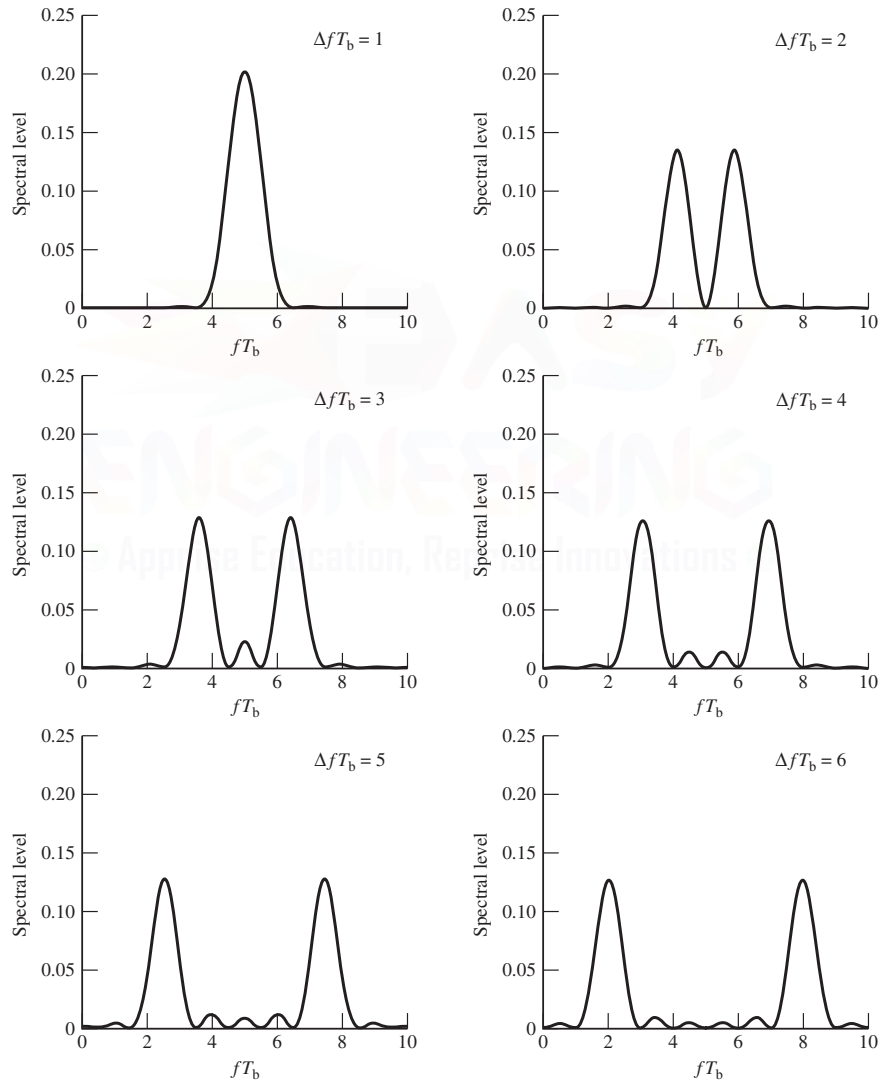 0.25
ΔfT_b = 1
0.20
0.15
0.10
0.05
0
Spectral level
0 2 4 6 8 10
fT_b
0.25
ΔfT_b = 2
0.20
0.15
0.10
0.05
0
Spectral level
0 2 4 6 8 10
fT_b
0.25
ΔfT_b = 3
0.20
0.15
0.10
0.05
0
Spectral level
0 2 4 6 8 10
fT_b
0.25
ΔfT_b = 4
0.20
0.15
0.10
0.05
0
Spectral level
0 2 4 6 8 10
fT_b
0.25
ΔfT_b = 5
0.20
0.15
0.10
0.05
0
Spectral level
0 2 4 6 8 10
fT_b
0.25
ΔfT_b = 6
0.20
0.15
0.10
0.05
0
Spectral level
0 2 4 6 8 10
fT_b
EASy
ENGINEERING
Apprise Education, Reprise Innovations